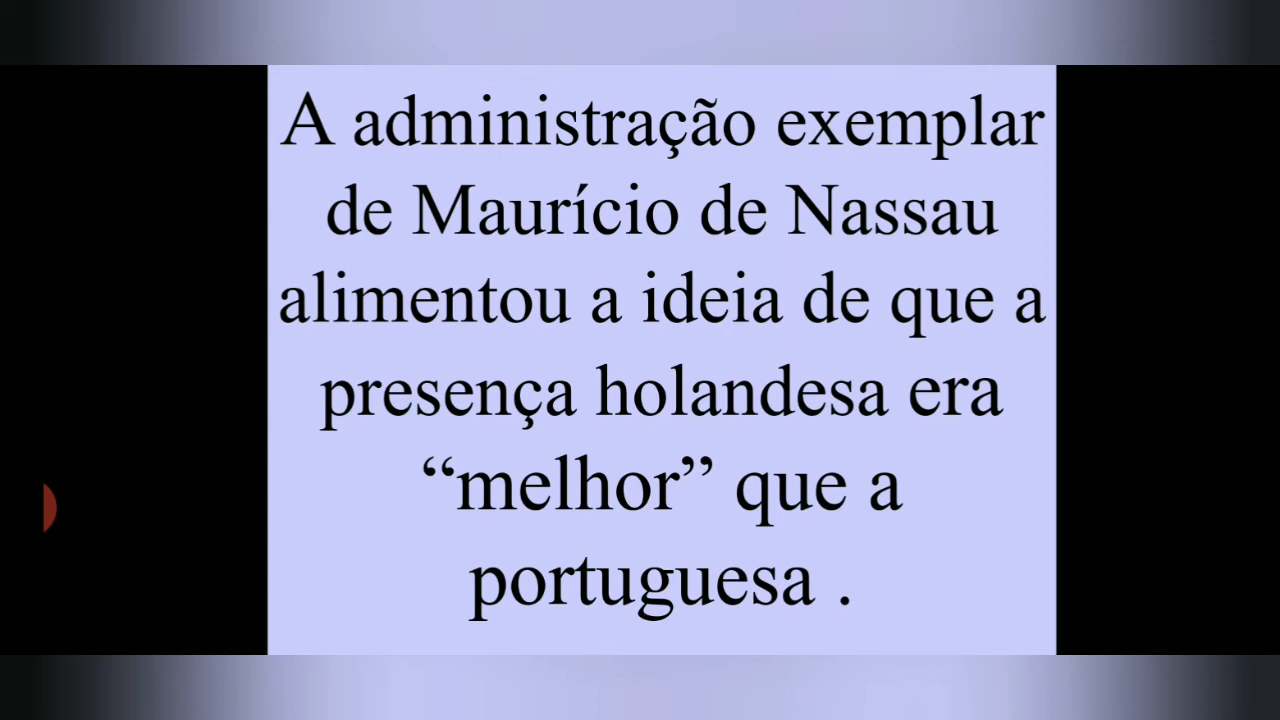 A administração exemplar
de Maurício de Nassau
alimentou a ideia de que a
presença holandesa era
“melhor” que a
portuguesa .